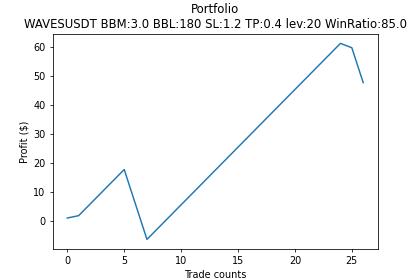 Portfolio
WAVESUSDT BBM:3.0 BBL:180 SL:1.2 TP:0.4 lev:20 WinRatio:85.0
60
50
40
30
20
10
0
Profit ($)
0 5 10 15 20 25
Trade counts